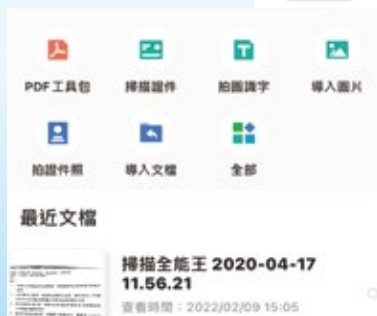 PDF工具包 掃描證件 拍圖識字 導入圖片
拍證件照 導入文檔 全部
最近文檔
掃描全能王 2020-04-17
11.56.21
查看時間：2022/02/09 15:05